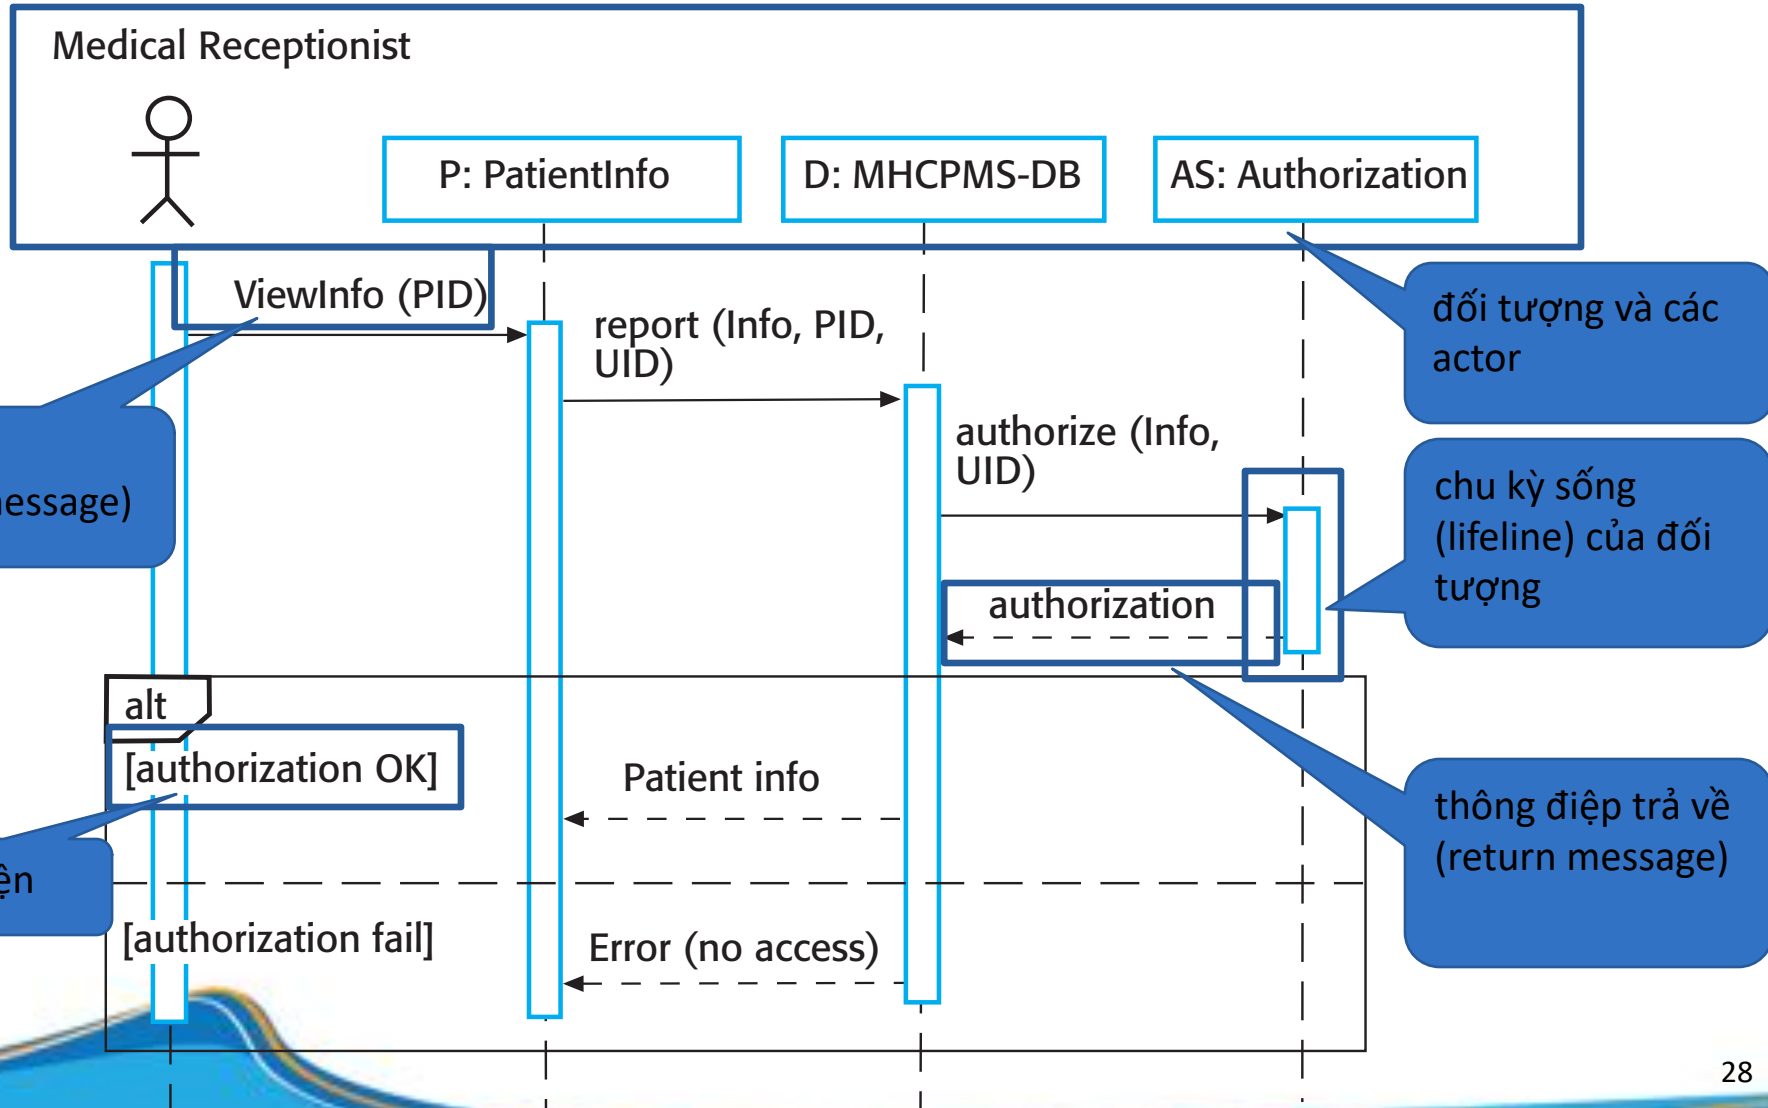 Medical Receptionist
P: PatientInfo
D: MHCPMS-DB
AS: Authorization
ViewInfo (PID)
report (Info, PID,
UID)
đối tượng và các
actor
authorize (Info,
UID)
message)
chu kỳ sống
(lifeline) của đối
tượng
authorization
alt
[authorization OK]
Patient info
thông điệp trả về
(return message)
[authorization fail]
Error (no access)
28